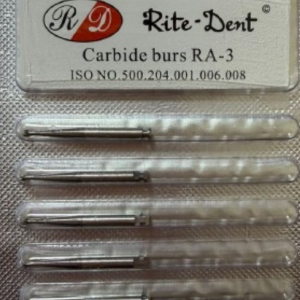 RD Rite-Dent ©
Carbide burs RA-3
ISO NO.500.204.001.006.008